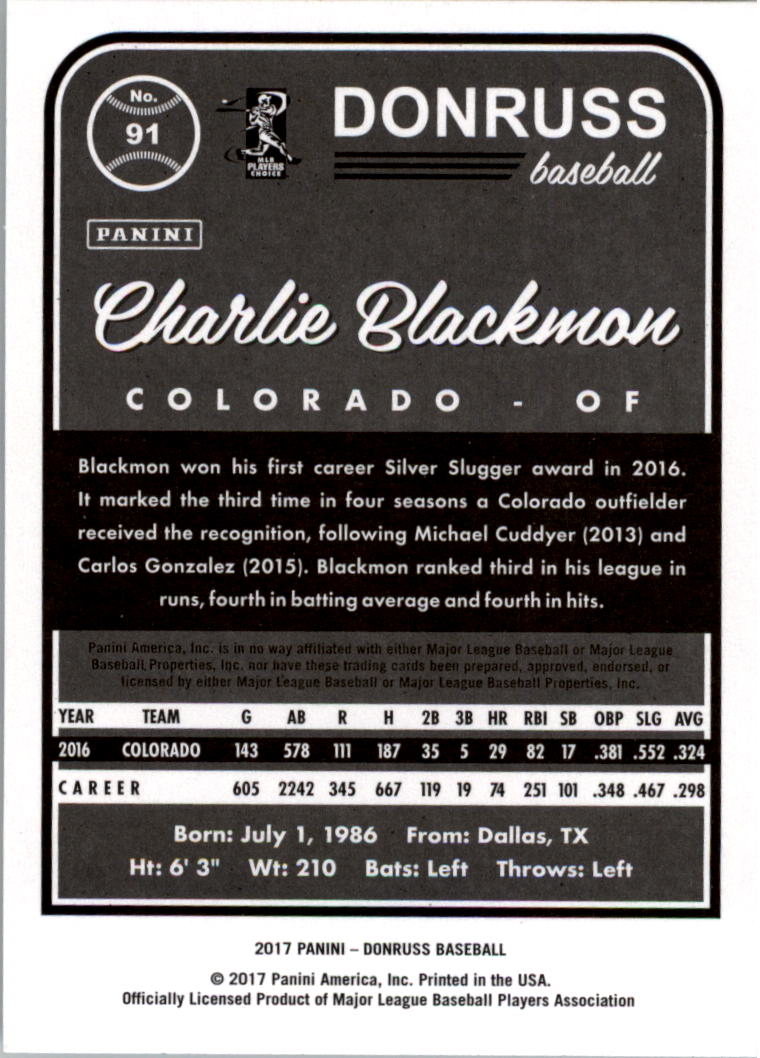 No.
91
MLB
PLAYERS
CHOICE
DONRUSS
baseball
PANINI
Charlie Blackmon
COLORADO - OF
Blackmon won his first career Silver Slugger award in 2016.
It marked the third time in four seasons a Colorado outfielder
received the recognition, following Michael Cuddyer (2013) and
Carlos Gonzalez (2015). Blackmon ranked third in his league in
runs, fourth in batting average and fourth in hits.
Panini America, Inc. is in no way affiliated with either Major League Baseball or Major League
Baseball Properties, Inc. nor have these trading cards been prepared, approved, endorsed, or
licensed by either Major League Baseball or Major League Baseball Properties, Inc.
YEAR TEAM G AB R H 2B 3B HR RBI SB OBP SLG AVG
2016 COLORADO 143 578 111 187 35 5 29 82 17 .381 .552 .324
CAREER 605 2242 345 667 119 19 74 251 101 .348 .467 .298
Born: July 1, 1986 From: Dallas, TX
Ht: 6' 3" Wt: 210 Bats: Left Throws: Left
2017 PANINI – DONRUSS BASEBALL
© 2017 Panini America, Inc. Printed in the USA.
Officially Licensed Product of Major League Baseball Players Association